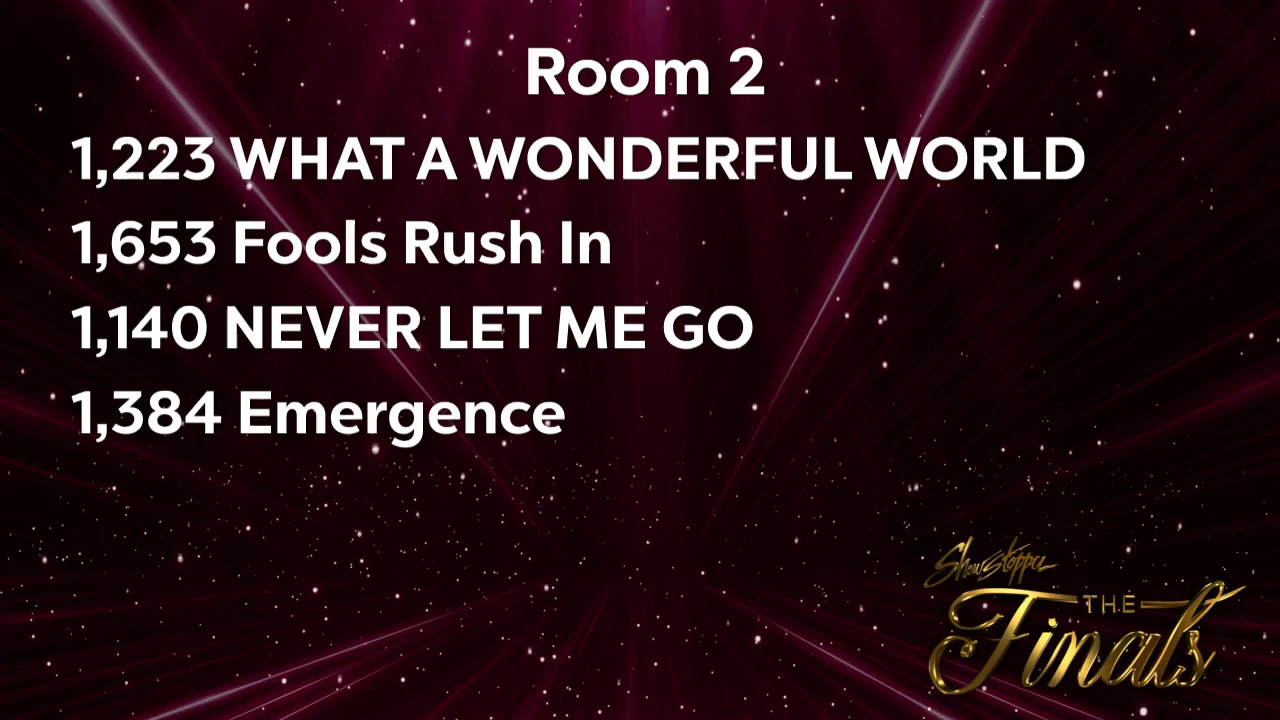 Room 2
1,223 WHAT A WONDERFUL WORLD
1,653 Fools Rush In
1,140 NEVER LET ME GO
1,384 Emergence
Showstoppa
THE
Finals